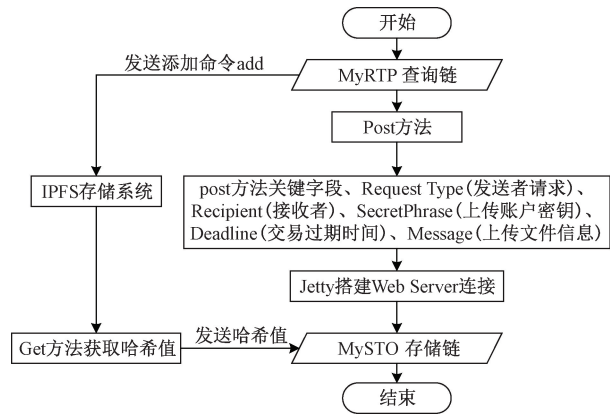 开始
发送添加命令add
MyRTP 查询链
Post方法
IPFS存储系统
post方法关键字段、Request Type(发送者请求)、
Recipient(接收者)、SecretPhrase(上传账户密钥)、
Deadline(交易过期时间)、Message(上传文件信息)
Jetty搭建Web Server连接
Get方法获取哈希值
发送哈希值
MySTO 存储链
结束